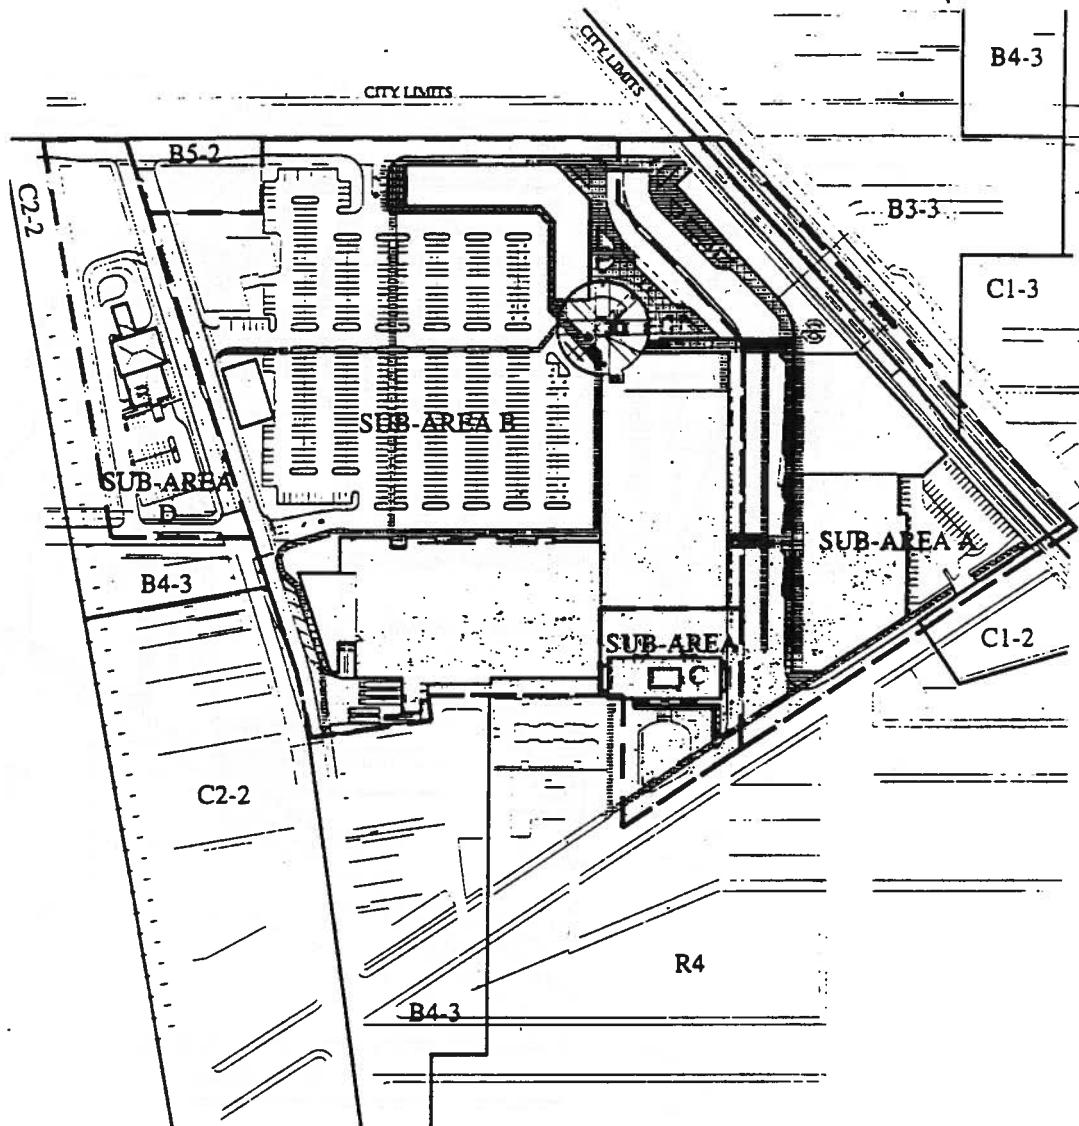 CITY LIMITS
B4-3
CITY LIMITS
B5-2
C2-2
B3-3
C1-3
SUB-AREA B
SUB-AREA
D
SUB-AREA A
B4-3
SUB-AREA
C
C1-2
C2-2
R4
B4-3